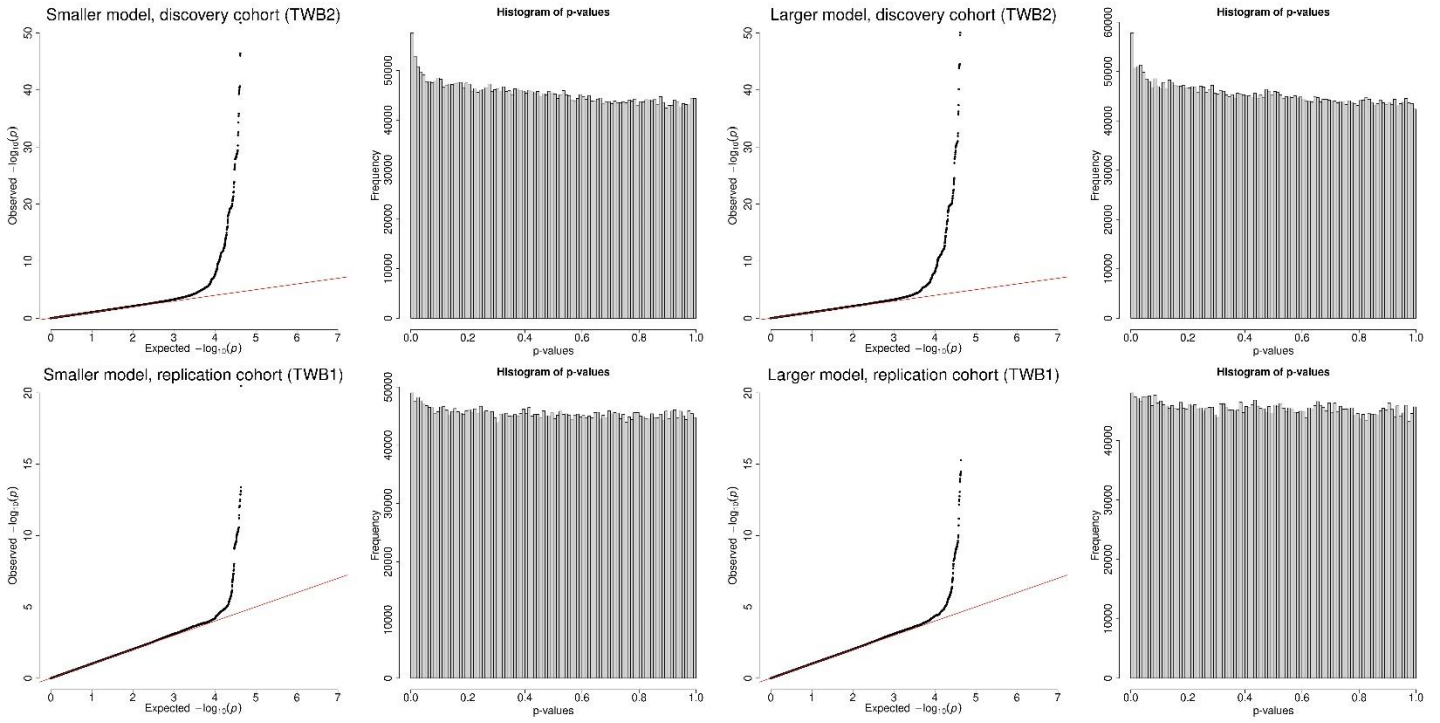 Smaller model, discovery cohort (TWB2)
Observed −log10(p)
0 10 20 30 40 50
0 1 2 3 4 5 6 7
Expected −log10(p)
Histogram of p-values
Frequency
0 10000 20000 30000 40000 50000
0.0 0.2 0.4 0.6 0.8 1.0
p-values
Larger model, discovery cohort (TWB2)
Observed −log10(p)
0 10 20 30 40 50
0 1 2 3 4 5 6 7
Expected −log10(p)
Histogram of p-values
Frequency
0 10000 20000 30000 40000 50000 60000
0.0 0.2 0.4 0.6 0.8 1.0
p-values
Smaller model, replication cohort (TWB1)
Observed −log10(p)
0 5 10 15 20
0 1 2 3 4 5 6 7
Expected −log10(p)
Histogram of p-values
Frequency
0 10000 20000 30000 40000 50000
0.0 0.2 0.4 0.6 0.8 1.0
p-values
Larger model, replication cohort (TWB1)
Observed −log10(p)
0 5 10 15 20
0 1 2 3 4 5 6 7
Expected −log10(p)
Histogram of p-values
Frequency
0 10000 20000 30000 40000
0.0 0.2 0.4 0.6 0.8 1.0
p-values